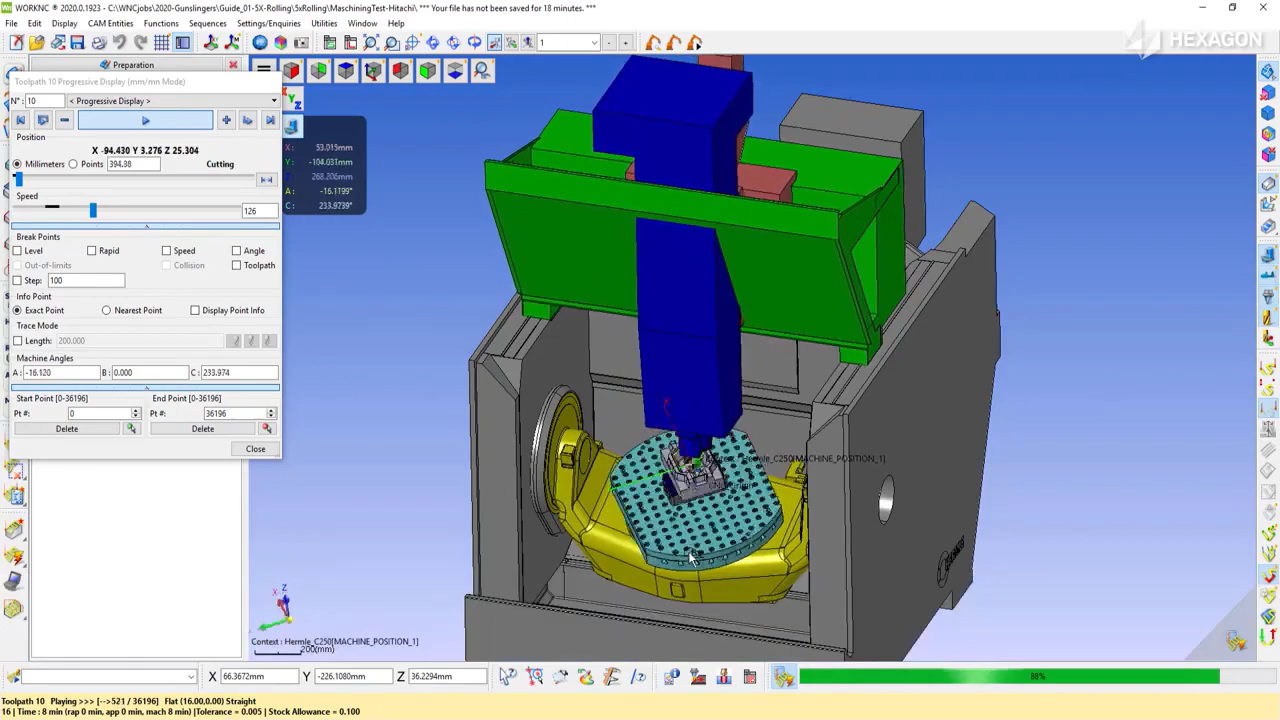 WORKNC ® 2020.0.1923 C:\WNCjobs\2020-Gunslingers\Guide_01-5X-Rolling\5xRolling\MaschiningTest-Hitachi\ *** Your file has not been saved for 18 minutes. ***
File Edit Display CAM Entities Functions Sequences Settings/Enquiries Utilities Window Help
1
HEXAGON
Preparation
Toolpath 10 Progressive Display (mm/mn Mode)
N° : 10 < Progressive Display >
Position
X -94.430 Y 3.276 Z 25.304
Millimeters Points 394.38 Cutting
Speed
126
Break Points
Level Rapid Speed Angle
Out-of-limits Collision Toolpath
Step: 100
Info Point
Exact Point Nearest Point Display Point Info
Trace Mode
Length: 200.000
Machine Angles
A : -16.120 B : 0.000 C : 233.974
Start Point [0-36196] End Point [0-36196]
Pt #: 0 Pt #: 36196
Delete Delete
Close
X: 53.015mm
Y: -104.031mm
Z: 268.206mm
A: -16.1199°
C: 233.9739°
Context : Hermle_C250[MACHINE_POSITION_1]
X
Z
Context : Hermle_C250[MACHINE_POSITION_1]
200(mm)
X 66.3672mm Y -226.1080mm Z 36.2294mm
88%
Toolpath 10 Playing >>> [-->521 / 36196] Flat (16.00,0.00) Straight
16 | Time : 8 min (rap 0 min, app 0 min, mach 8 min) |Tolerance = 0.005 | Stock Allowance = 0.100